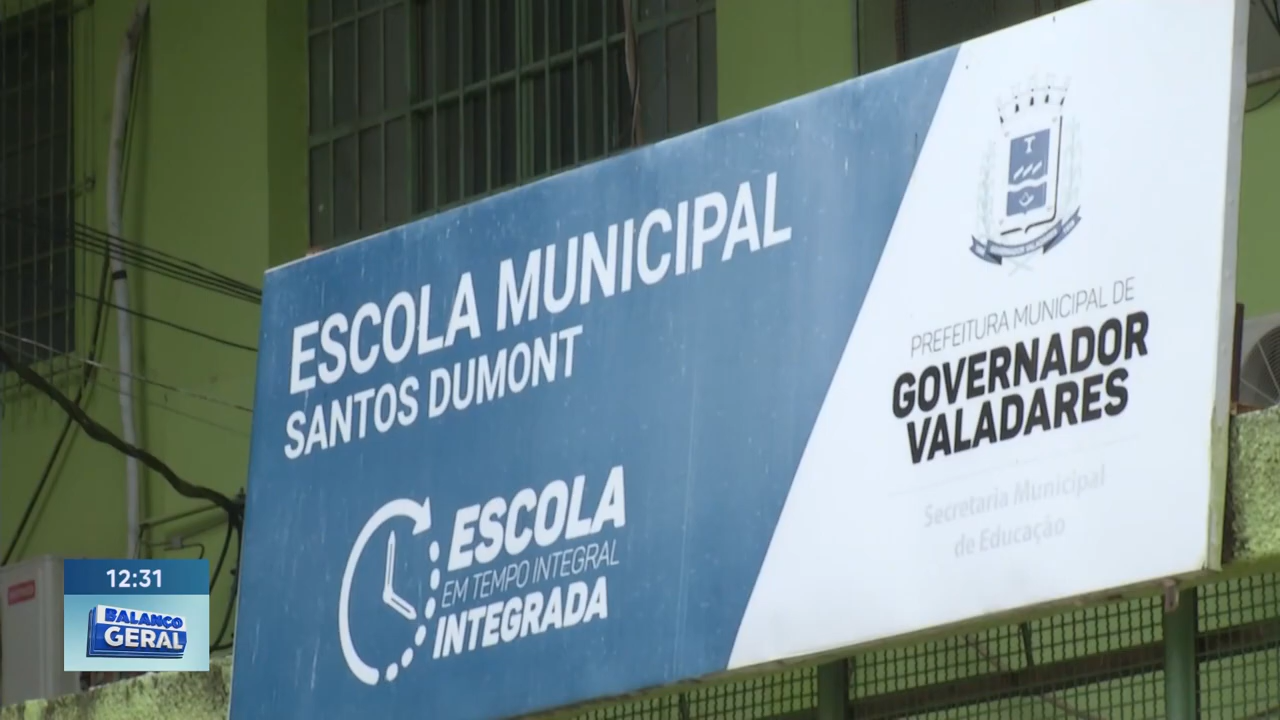 ESCOLA MUNICIPAL
SANTOS DUMONT
ESCOLA
EM TEMPO INTEGRAL
INTEGRADA
PREFEITURA MUNICIPAL DE
GOVERNADOR
VALADARES
Secretaria Municipal
de Educação
12:31
BALANÇO
GERAL